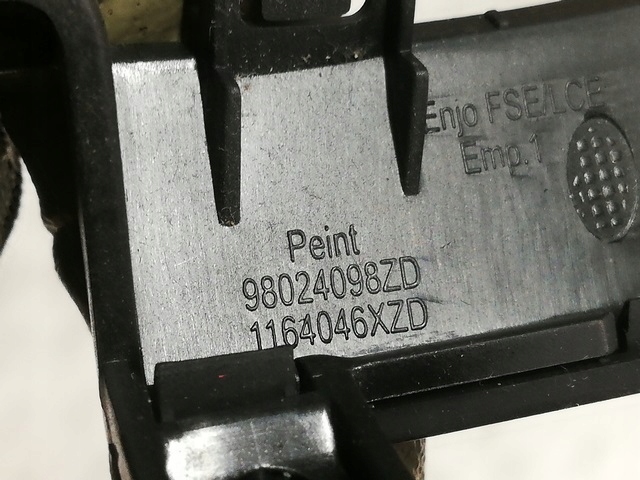 Enjo FSE/LCE
Emp.1
Peint
98024098ZD
1164046XZD